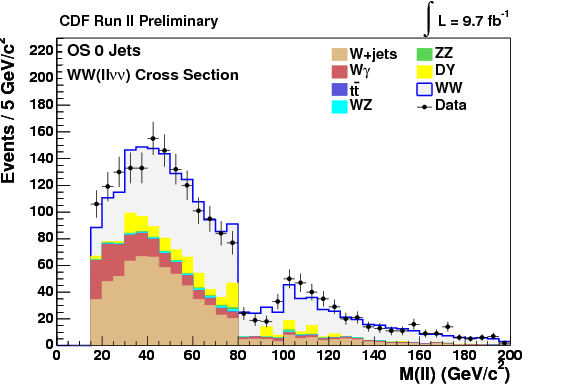 CDF Run II Preliminary
∫ L = 9.7 fb⁻¹
OS 0 Jets
WW(llνν) Cross Section
W+jets
Wγ
tt̄
WZ
ZZ
DY
WW
Data
Events / 5 GeV/c²
220
200
180
160
140
120
100
80
60
40
20
0
0 20 40 60 80 100 120 140 160 180 200
M(ll) (GeV/c²)